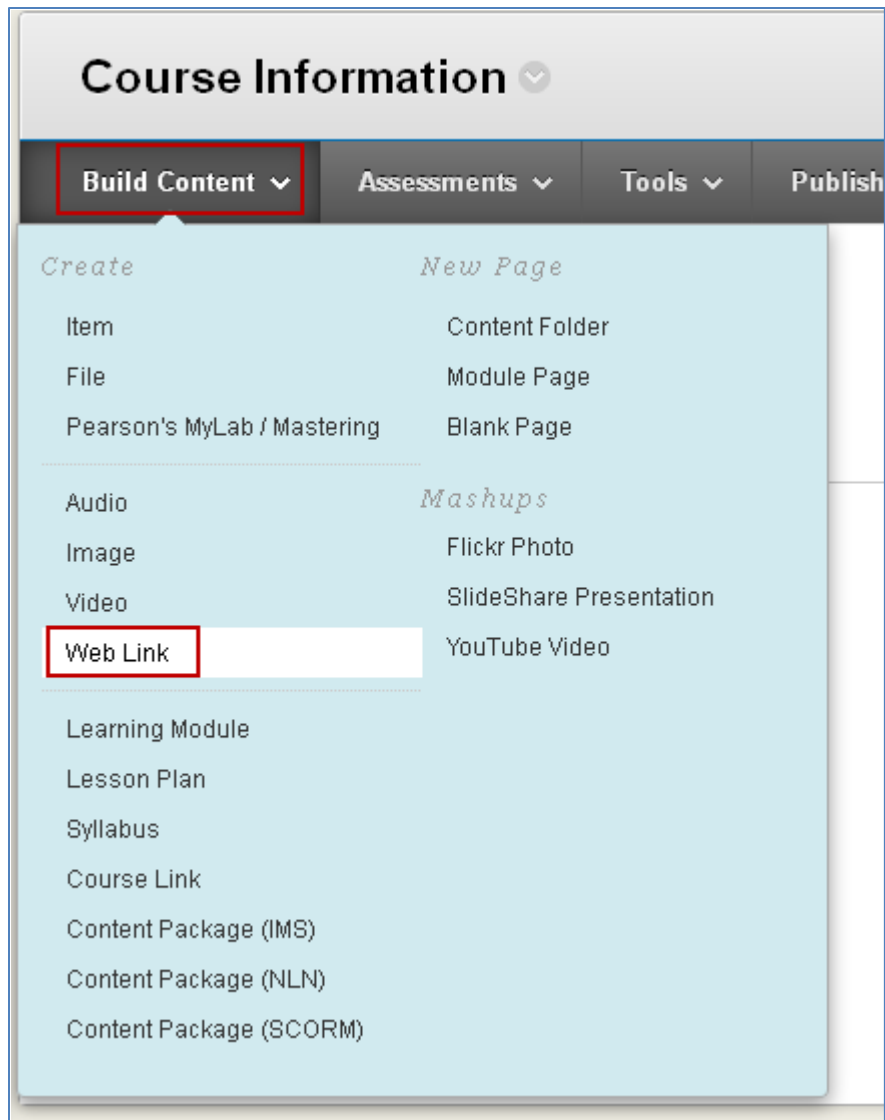 Course Information
Build Content
Assessments
Tools
Publish
Create
Item
File
Pearson's MyLab / Mastering
Audio
Image
Video
Web Link
Learning Module
Lesson Plan
Syllabus
Course Link
Content Package (IMS)
Content Package (NLN)
Content Package (SCORM)
New Page
Content Folder
Module Page
Blank Page
Mashups
Flickr Photo
SlideShare Presentation
YouTube Video